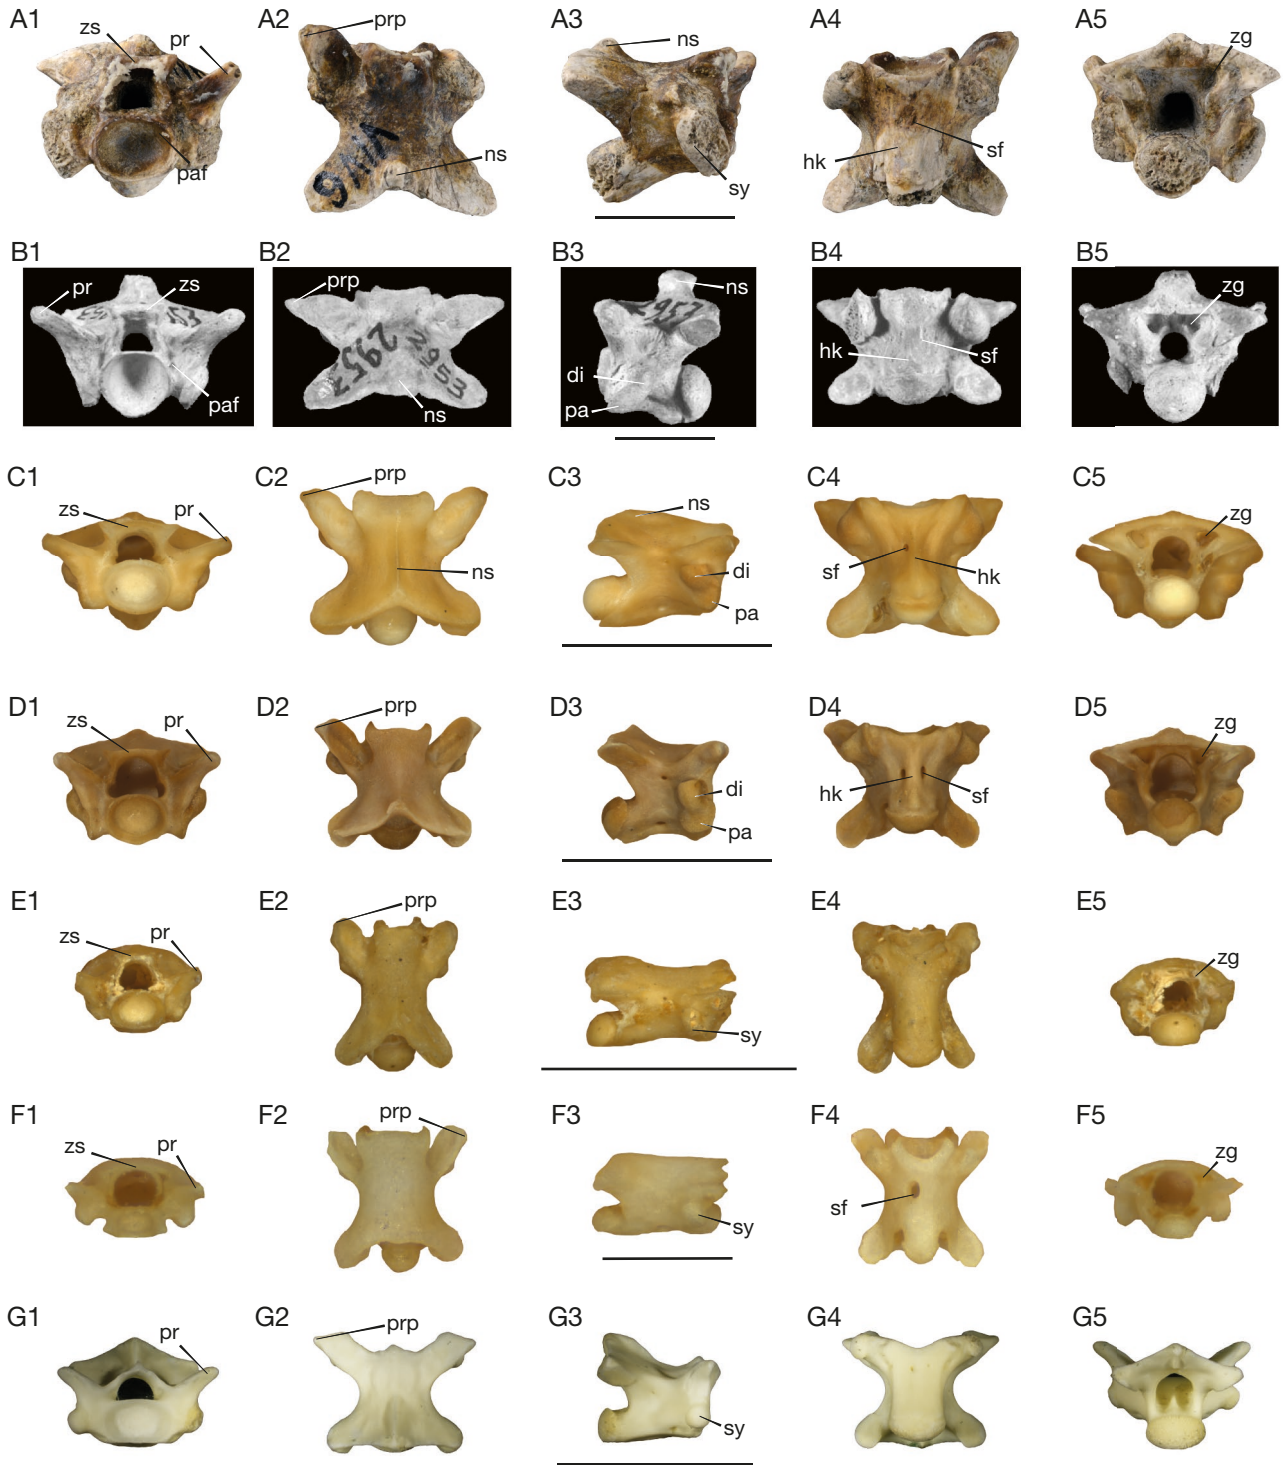 A1 A2 A3 A4 A5
zs pr prp ns zg
paf ns sy hk sf
B1 B2 B3 B4 B5
pr zs prp ns zg
paf ns di pa hk sf
2953 2953
C1 C2 C3 C4 C5
zs pr prp ns zg
ns di pa sf hk
D1 D2 D3 D4 D5
zs pr prp zg
di pa hk sf
E1 E2 E3 E4 E5
zs pr prp zg
sy
F1 F2 F3 F4 F5
zs pr prp zg
sy sf
G1 G2 G3 G4 G5
pr prp
sy